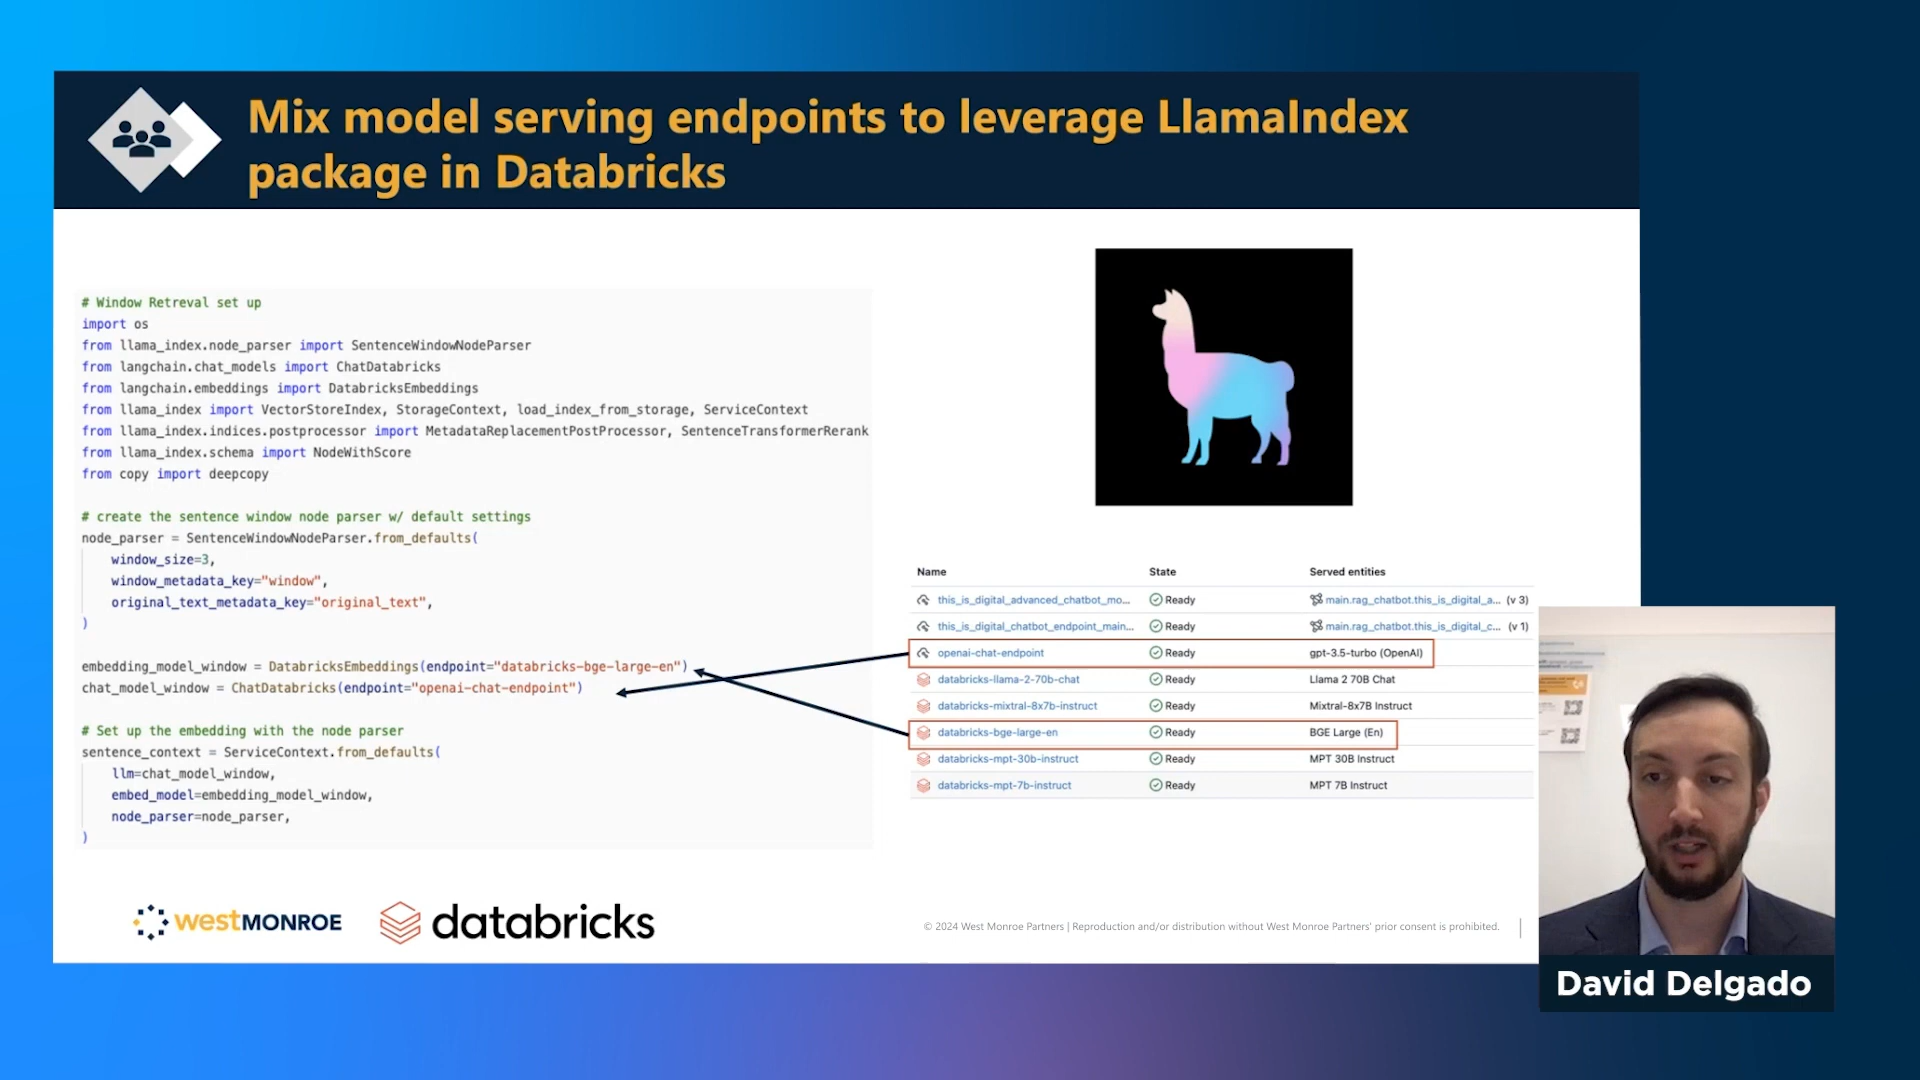 Mix model serving endpoints to leverage LlamaIndex
package in Databricks
# Window Retreval set up
import os
from llama_index.node_parser import SentenceWindowNodeParser
from langchain.chat_models import ChatDatabricks
from langchain.embeddings import DatabricksEmbeddings
from llama_index import VectorStoreIndex, StorageContext, load_index_from_storage, ServiceContext
from llama_index.indices.postprocessor import MetadataReplacementPostProcessor, SentenceTransformerRerank
from llama_index.schema import NodeWithScore
from copy import deepcopy
# create the sentence window node parser w/ default settings
node_parser = SentenceWindowNodeParser.from_defaults(
window_size=3,
window_metadata_key="window",
original_text_metadata_key="original_text",
)
embedding_model_window = DatabricksEmbeddings(endpoint="databricks-bge-large-en")
chat_model_window = ChatDatabricks(endpoint="openai-chat-endpoint")
# Set up the embedding with the node parser
sentence_context = ServiceContext.from_defaults(
llm=chat_model_window,
embed_model=embedding_model_window,
node_parser=node_parser,
)
Name State Served entities
this_is_digital_advanced_chatbot_mo... Ready main.rag_chatbot.this_is_digital_a... (v 3)
this_is_digital_chatbot_endpoint_main... Ready main.rag_chatbot.this_is_digital_c... (v 1)
openai-chat-endpoint Ready gpt-3.5-turbo (OpenAI)
databricks-llama-2-70b-chat Ready Llama 2 70B Chat
databricks-mixtral-8x7b-instruct Ready Mixtral-8x7B Instruct
databricks-bge-large-en Ready BGE Large (En)
databricks-mpt-30b-instruct Ready MPT 30B Instruct
databricks-mpt-7b-instruct Ready MPT 7B Instruct
westMONROE
databricks
© 2024 West Monroe Partners | Reproduction and/or distribution without West Monroe Partners' prior consent is prohibited.
David Delgado